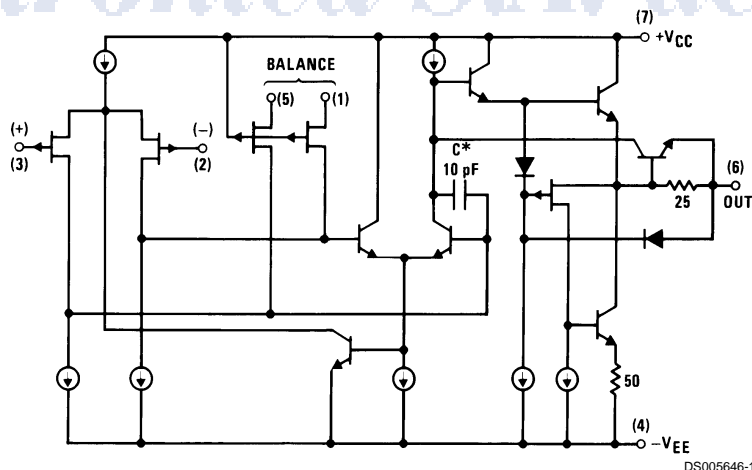 (7)
+VCC
BALANCE
(5)
(1)
(+)
(3)
(−)
(2)
C*
10 pF
(6)
OUT
25
50
(4)
−VEE
DS005646-1